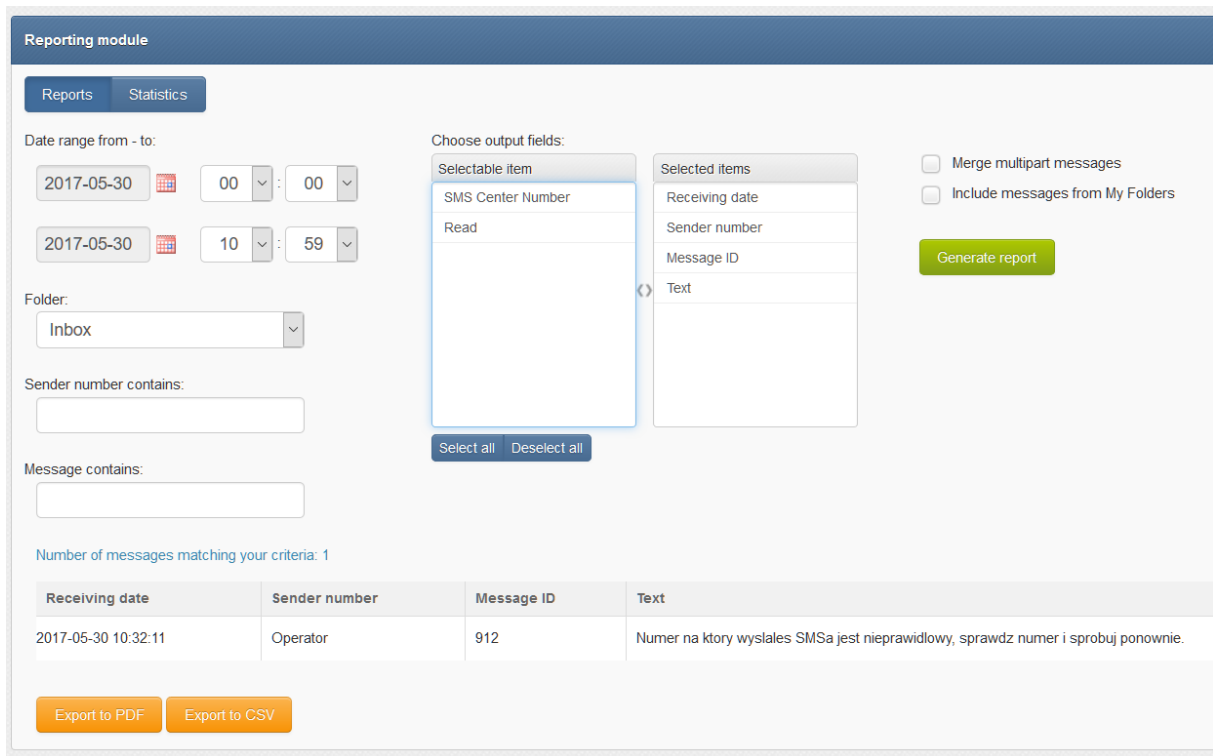 Reporting module
Reports Statistics
Date range from - to:
2017-05-30 00 : 00
2017-05-30 10 : 59
Folder:
Inbox
Sender number contains:
Message contains:
Choose output fields:
Selectable item
SMS Center Number
Read
Selected items
Receiving date
Sender number
Message ID
Text
Select all Deselect all
Merge multipart messages
Include messages from My Folders
Generate report
Number of messages matching your criteria: 1
Receiving date Sender number Message ID Text
2017-05-30 10:32:11 Operator 912 Numer na ktory wyslales SMSa jest nieprawidlowy, sprawdz numer i sprobuj ponownie.
Export to PDF Export to CSV